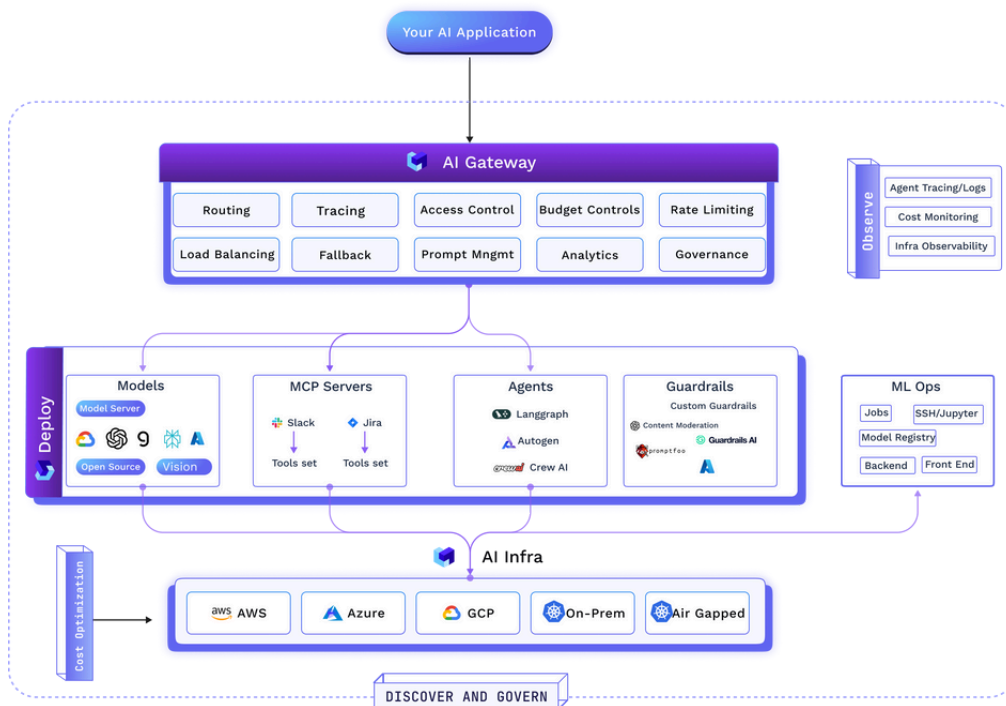 Your AI Application
AI Gateway
Routing
Tracing
Access Control
Budget Controls
Rate Limiting
Load Balancing
Fallback
Prompt Mngmt
Analytics
Governance
Observe
Agent Tracing/Logs
Cost Monitoring
Infra Observability
Deploy
Models
Model Server
Open Source
Vision
MCP Servers
Slack
Jira
Tools set
Tools set
Agents
Langgraph
Autogen
crewai
Crew AI
Guardrails
Custom Guardrails
Content Moderation
Guardrails AI
promptfoo
ML Ops
Jobs
SSH/Jupyter
Model Registry
Backend
Front End
AI Infra
Cost Optimization
aws
AWS
Azure
GCP
On-Prem
Air Gapped
DISCOVER AND GOVERN